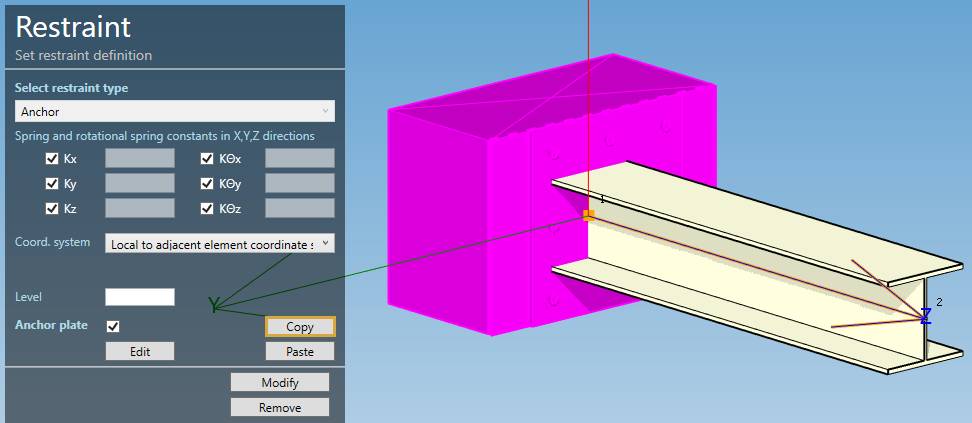 Restraint
Set restraint definition
Select restraint type
Anchor
Spring and rotational spring constants in X,Y,Z directions
Kx KΘx
Ky KΘy
Kz KΘz
Coord. system Local to adjacent element coordinate s
Level
Anchor plate Copy
Edit Paste
Modify
Remove
Y
1
2
Z